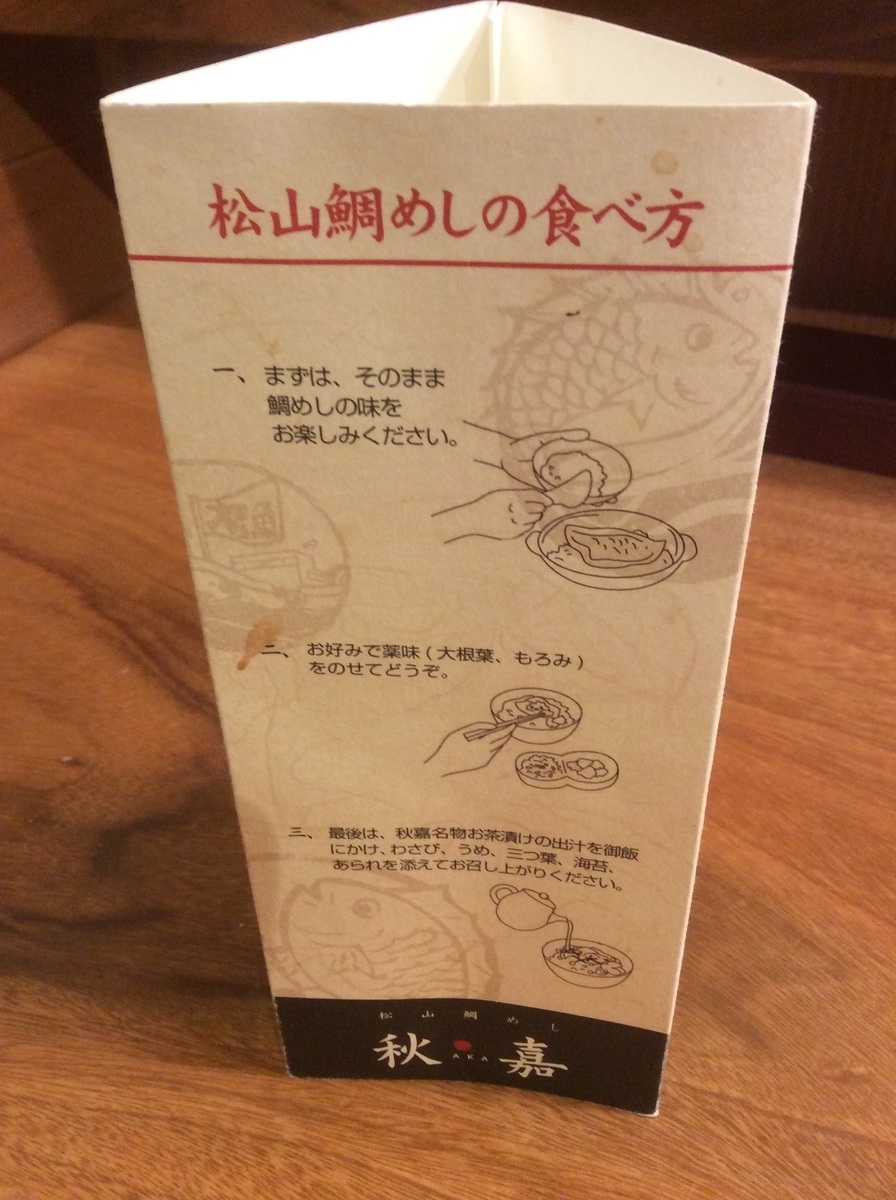 松山鯛めしの食べ方
一、まずは、そのまま
鯛めしの味を
お楽しみください。
二、お好みで薬味(大根葉、もろみ)
をのせてどうぞ。
三、最後は、秋嘉名物お茶漬けの出汁を御飯
にかけ、わさび、うめ、三つ葉、海苔、
あられを添えてお召し上がりください。
松山鯛めし
秋嘉
AKA